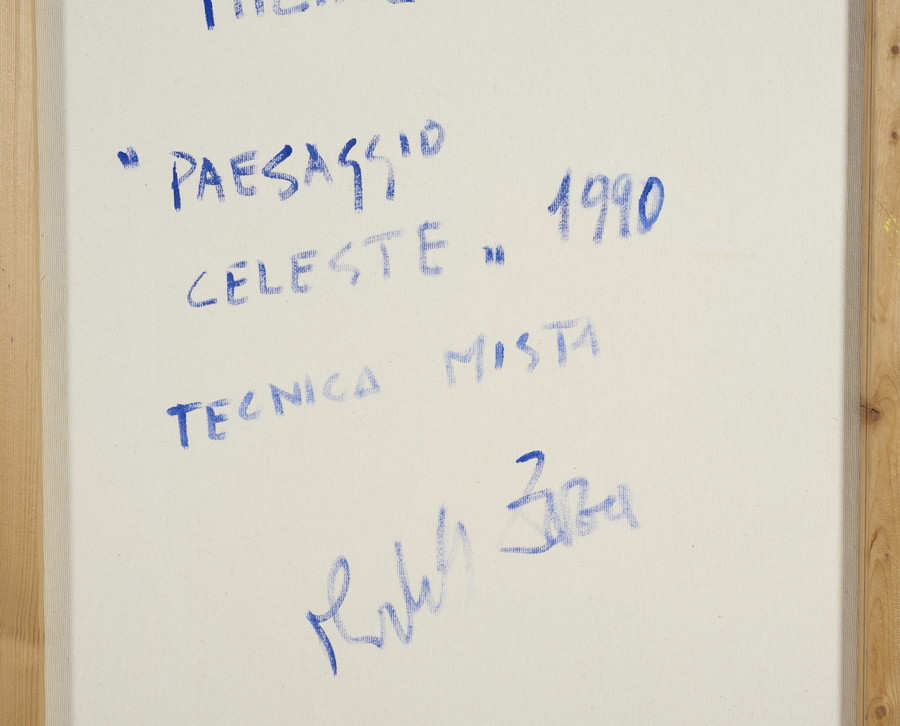 " PAESAGGIO
CELESTE " 1990
TECNICA MISTA